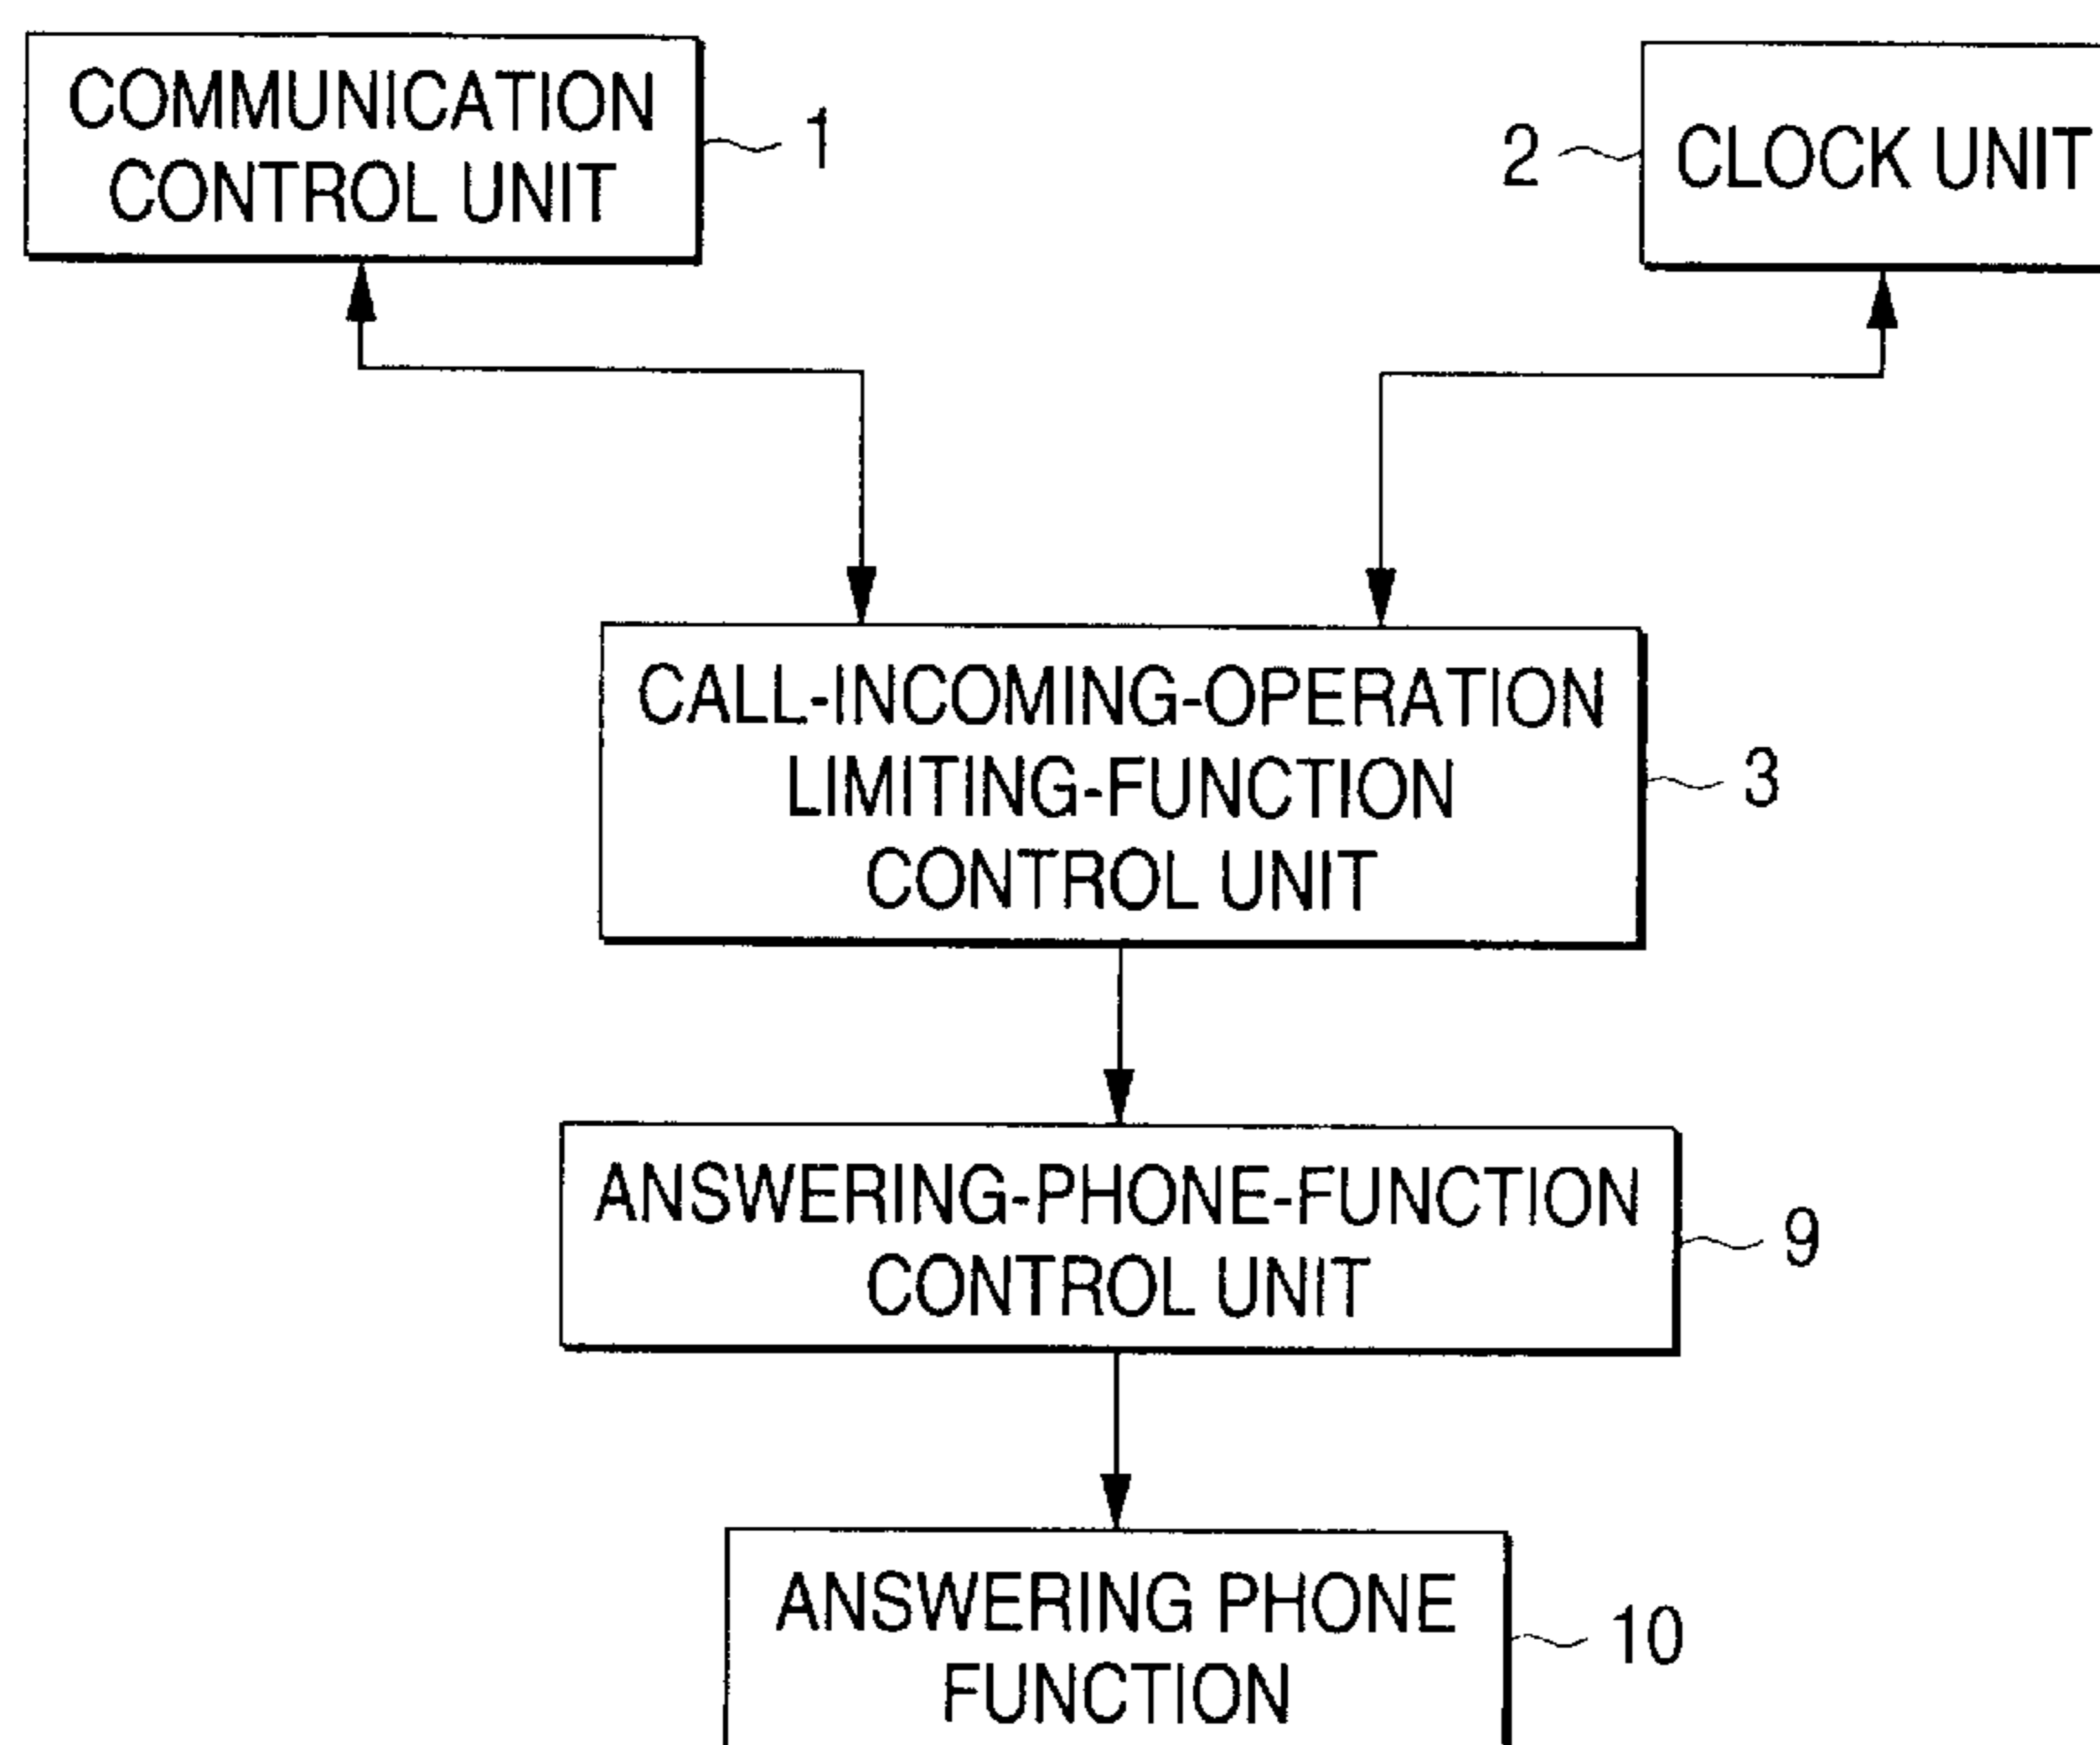 COMMUNICATION
CONTROL UNIT
1
2
CLOCK UNIT
CALL-INCOMING-OPERATION
LIMITING-FUNCTION
CONTROL UNIT
3
ANSWERING-PHONE-FUNCTION
CONTROL UNIT
9
ANSWERING PHONE
FUNCTION
10